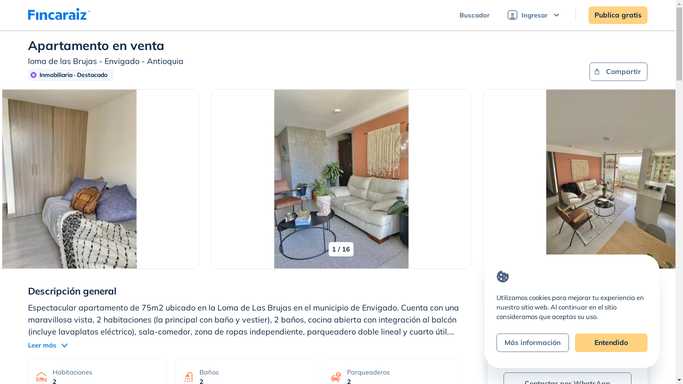 Fincaraiz
Buscador
Ingresar
Publica gratis
Apartamento en venta
loma de las Brujas - Envigado - Antioquia
Inmobiliaria · Destacado
Compartir
1 / 16
Descripción general
Espectacular apartamento de 75m2 ubicado en la Loma de Las Brujas en el municipio de Envigado. Cuenta con una
maravillosa vista, 2 habitaciones (la principal con baño y vestier), 2 baños, cocina abierta con integración al balcón
(incluye lavaplatos eléctrico), sala-comedor, zona de ropas independiente, parqueadero doble lineal y cuarto útil....
Leer más
Habitaciones
2
Baños
2
Parqueaderos
2
Utilizamos cookies para mejorar tu experiencia en
nuestro sitio web. Al continuar en el sitio
consideramos que aceptas su uso.
Más información
Entendido
Contactar por WhatsApp